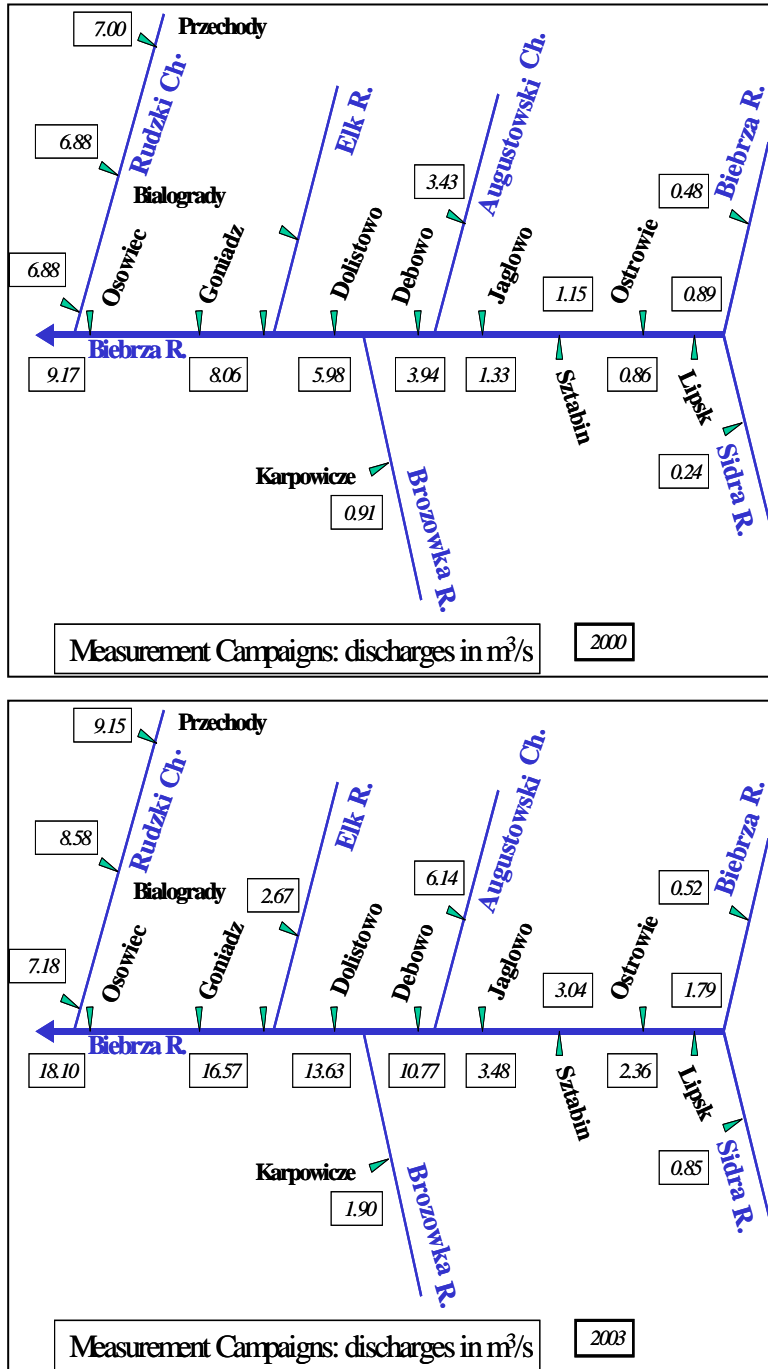 7.00
Przechody
Rudzki Ch.
6.88
Bialogrady
6.88
Osowiec
Goniadz
Elk R.
Dolistowo
Debowo
3.43
Augustowski Ch.
Jaglowo
1.15
Ostrowie
0.48
Biebrza R.
0.89
Biebrza R.
9.17
8.06
5.98
3.94
1.33
Sztabin
0.86
Lipsk
0.24
Sidra R.
Karpowicze
0.91
Brozowka R.
Measurement Campaigns: discharges in m³/s
2000
9.15
Przechody
Rudzki Ch.
8.58
Bialogrady
7.18
Osowiec
Goniadz
2.67
Elk R.
Dolistowo
Debowo
6.14
Augustowski Ch.
Jaglowo
3.04
Ostrowie
0.52
Biebrza R.
1.79
Biebrza R.
18.10
16.57
13.63
10.77
3.48
Sztabin
2.36
Lipsk
0.85
Sidra R.
Karpowicze
1.90
Brozowka R.
Measurement Campaigns: discharges in m³/s
2003